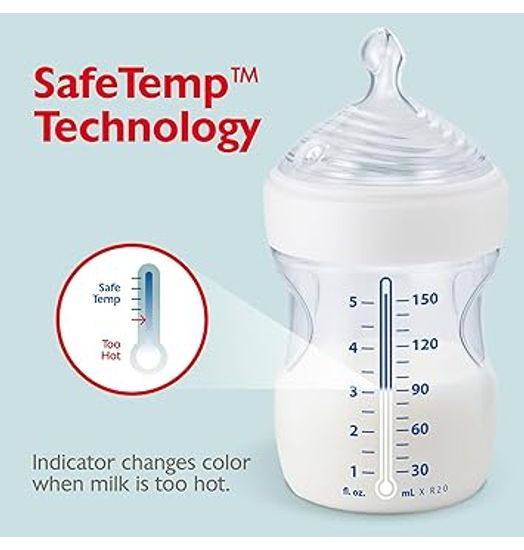 SafeTemp™
Technology
Safe
Temp
Too
Hot
5 150
4 120
3 90
2 60
1 30
fl. oz. mL X R20
Indicator changes color
when milk is too hot.